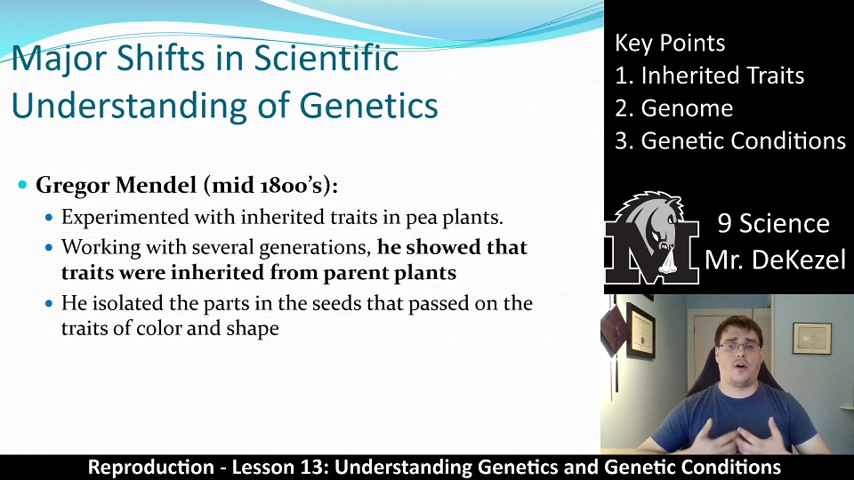 Major Shifts in Scientific
Understanding of Genetics
Gregor Mendel (mid 1800's):
Experimented with inherited traits in pea plants.
Working with several generations, he showed that
traits were inherited from parent plants
He isolated the parts in the seeds that passed on the
traits of color and shape
Key Points
1. Inherited Traits
2. Genome
3. Genetic Conditions
M
9 Science
Mr. DeKezel
Reproduction - Lesson 13: Understanding Genetics and Genetic Conditions